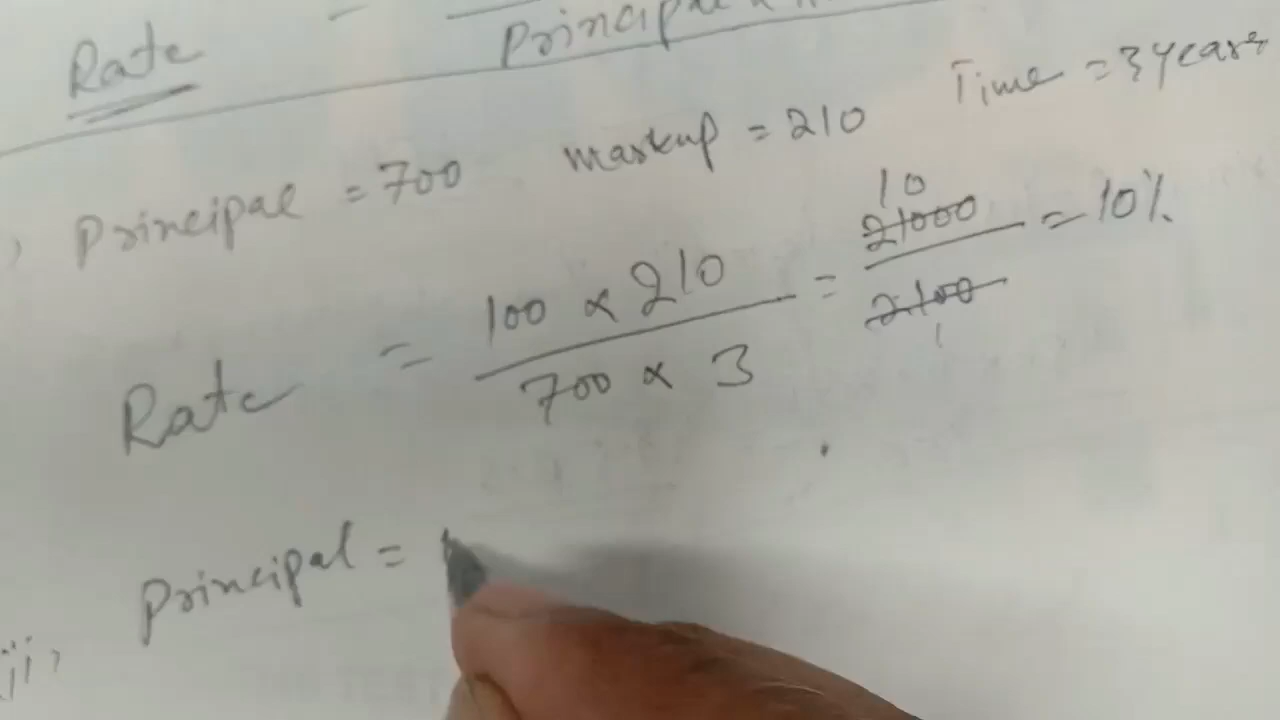 Rate = Principal x
Principal = 700 markup = 210 Time = 3 years
Rate = 100 x 210 / 700 x 3 = 21000 / 2100 = 10%
10
1
ii, Principal =